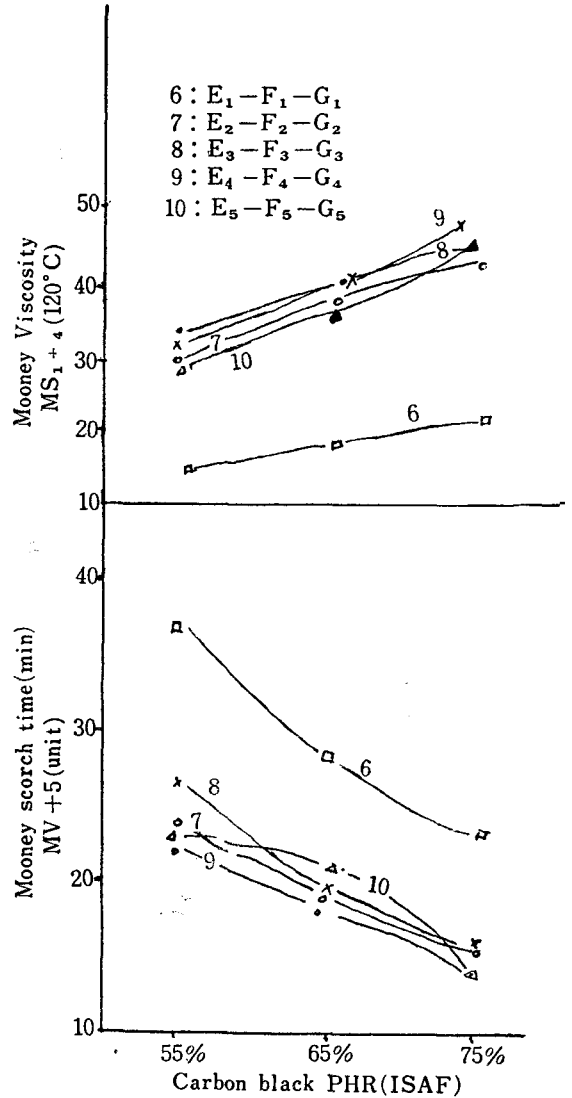 6 : E₁－F₁－G₁
7 : E₂－F₂－G₂
8 : E₃－F₃－G₃
9 : E₄－F₄－G₄
10 : E₅－F₅－G₅
Mooney Viscosity
MS₁₊₄(120°C)
50
40
30
20
10
9
8
7
10
6
Mooney scorch time(min)
MV+5(unit)
40
30
20
10
6
8
7
9
10
55%
65%
75%
Carbon black PHR(ISAF)